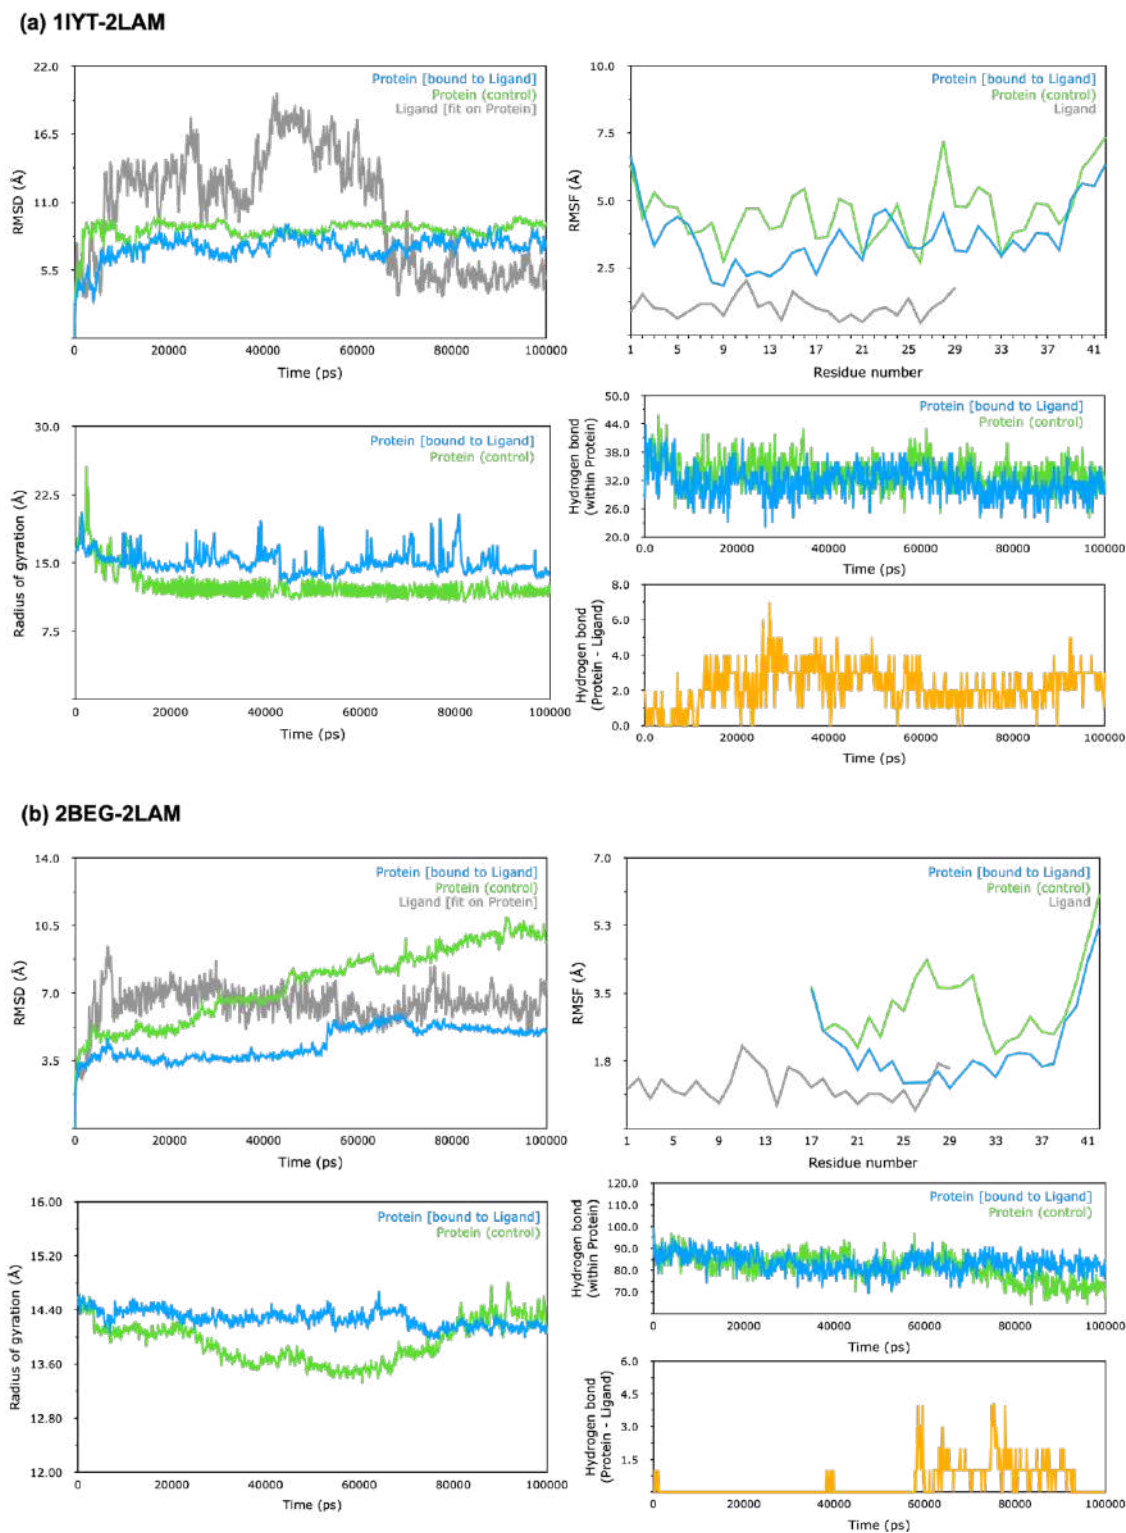 (a) 1IYT-2LAM
22.0
16.5
11.0
5.5
RMSD (Å)
Protein [bound to Ligand]
Protein (control)
Ligand [fit on Protein]
0
20000
40000
60000
80000
100000
Time (ps)
10.0
7.5
5.0
2.5
RMSF (Å)
Protein [bound to Ligand]
Protein (control)
Ligand
1
5
9
13
17
21
25
29
33
37
41
Residue number
30.0
22.5
15.0
7.5
Radius of gyration (Å)
Protein [bound to Ligand]
Protein (control)
0
20000
40000
60000
80000
100000
Time (ps)
50.0
44.0
38.0
32.0
26.0
20.0
Hydrogen bond
(within Protein)
Protein [bound to Ligand]
Protein (control)
0.0
20000
40000
60000
80000
100000
Time (ps)
8.0
6.0
4.0
2.0
0.0
Hydrogen bond
(Protein - Ligand)
0.0
20000
40000
60000
80000
100000
Time (ps)
(b) 2BEG-2LAM
14.0
10.5
7.0
3.5
RMSD (Å)
Protein [bound to Ligand]
Protein (control)
Ligand [fit on Protein]
0
20000
40000
60000
80000
100000
Time (ps)
7.0
5.3
3.5
1.8
RMSF (Å)
Protein [bound to Ligand]
Protein (control)
Ligand
1
5
9
13
17
21
25
29
33
37
41
Residue number
16.00
15.20
14.40
13.60
12.80
12.00
Radius of gyration (Å)
Protein [bound to Ligand]
Protein (control)
0
20000
40000
60000
80000
100000
Time (ps)
120.0
110.0
100.0
90.0
80.0
70.0
Hydrogen bond
(within Protein)
Protein [bound to Ligand]
Protein (control)
0
20000
40000
60000
80000
100000
Time (ps)
6.0
4.5
3.0
1.5
Hydrogen bond
(Protein - Ligand)
0
20000
40000
60000
80000
100000
Time (ps)